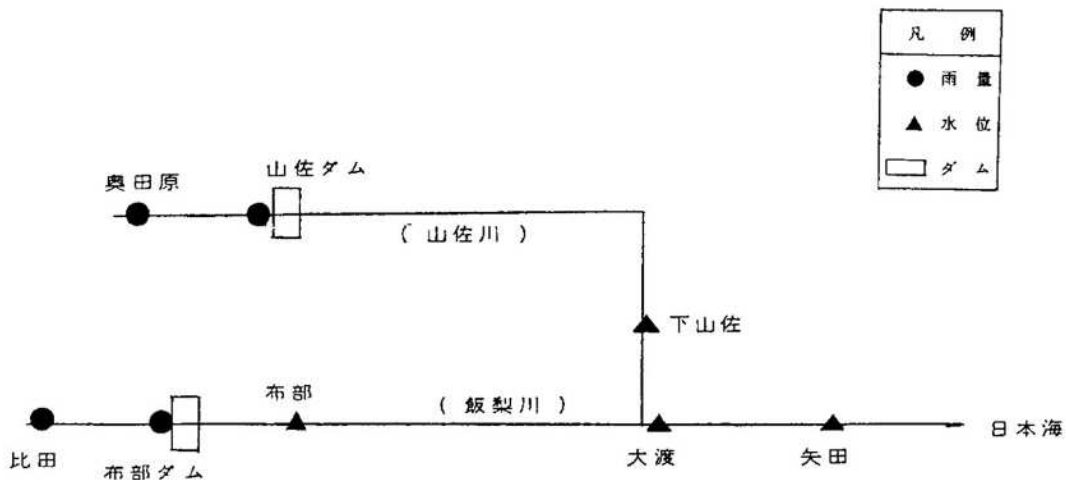 凡 例
雨 量
水 位
ダ ム
山佐ダム
奥田原
( 山佐川 )
下山佐
布部
( 飯梨川 )
日本海
比田
布部ダム
大渡
矢田